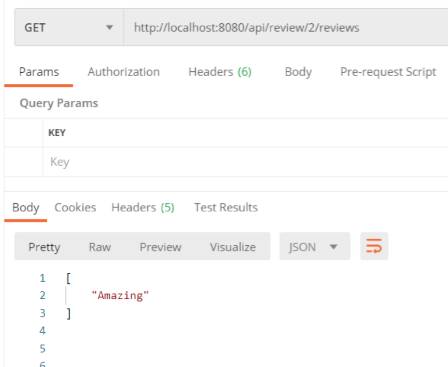 GET http://localhost:8080/api/review/2/reviews
Params Authorization Headers (6) Body Pre-request Script
Query Params
KEY
Key
Body Cookies Headers (5) Test Results
Pretty Raw Preview Visualize JSON
1 [
2 "Amazing"
3 ]
4
5
6